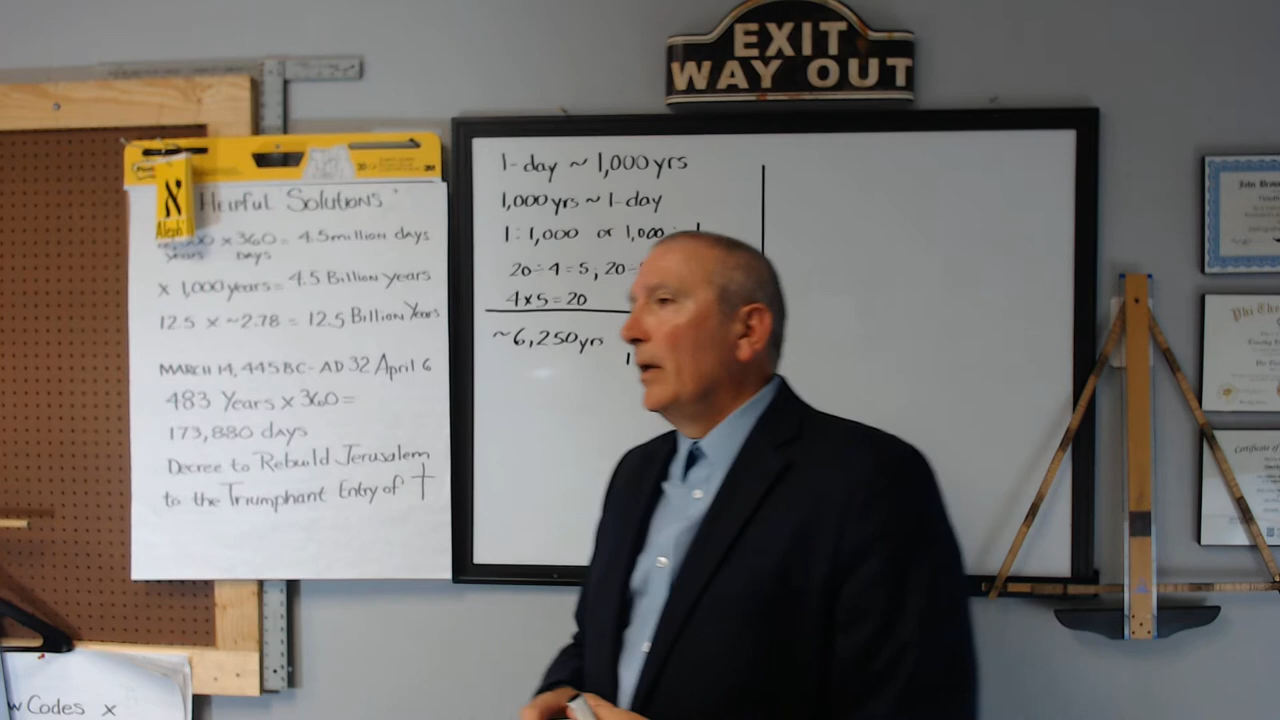 EXIT
WAY OUT
א
Aleph
Helpful Solutions"
x 360 = 4.5 million days
years Days
x 1,000 years = 4.5 Billion years
12.5 x ~2.78 = 12.5 Billion Years
MARCH 14, 445 BC - AD 32 April 6
483 Years x 360 =
173,880 days
Decree to Rebuild Jerusalem
to the Triumphant Entry of †
1-day ~ 1,000 yrs
1,000 yrs ~ 1-day
1 : 1,000 or 1,000
20 ÷ 4 = 5; 20 ÷
4 x 5 = 20
~6,250 yrs
w Codes x
3M
Certificate of